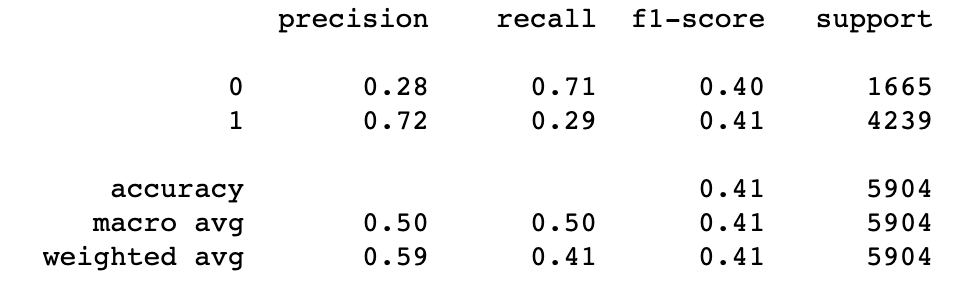 precision recall f1-score support
0 0.28 0.71 0.40 1665
1 0.72 0.29 0.41 4239
accuracy 0.41 5904
macro avg 0.50 0.50 0.41 5904
weighted avg 0.59 0.41 0.41 5904